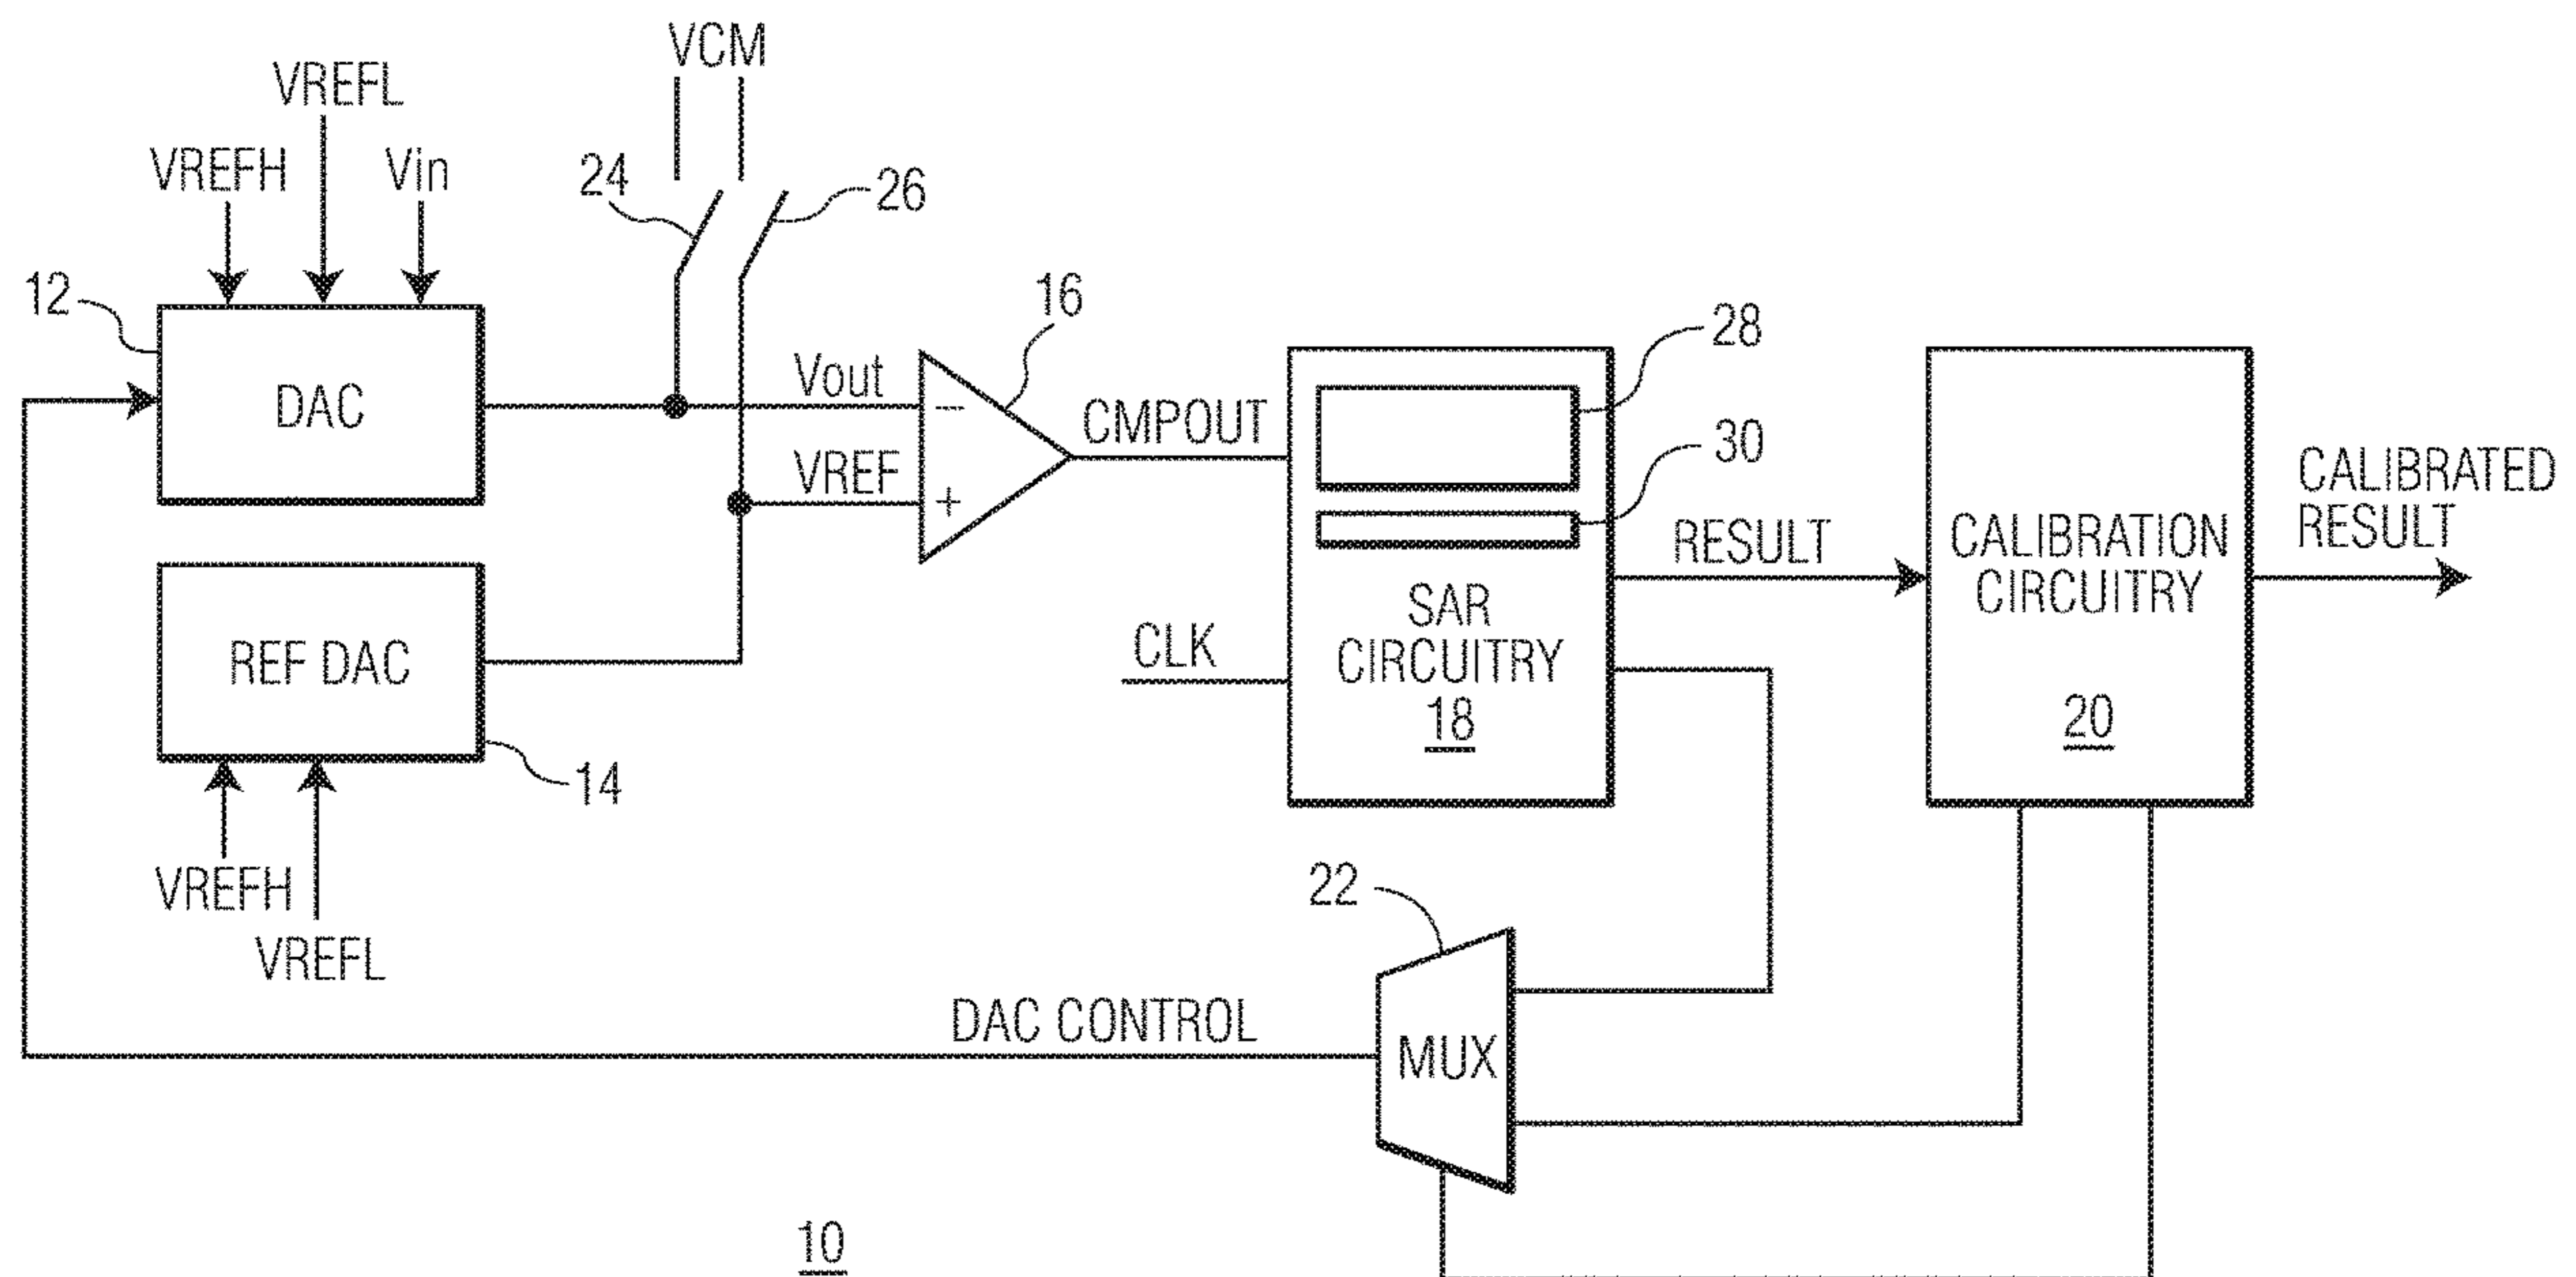 VCM
VREFL
VREFH
Vin
24
26
12
16
28
DAC
Vout
−
CMPOUT
30
VREF
+
CALIBRATED
RESULT
RESULT
CALIBRATION
CIRCUITRY
20
SAR
CIRCUITRY
18
CLK
REF DAC
14
VREFH
VREFL
22
DAC CONTROL
MUX
10